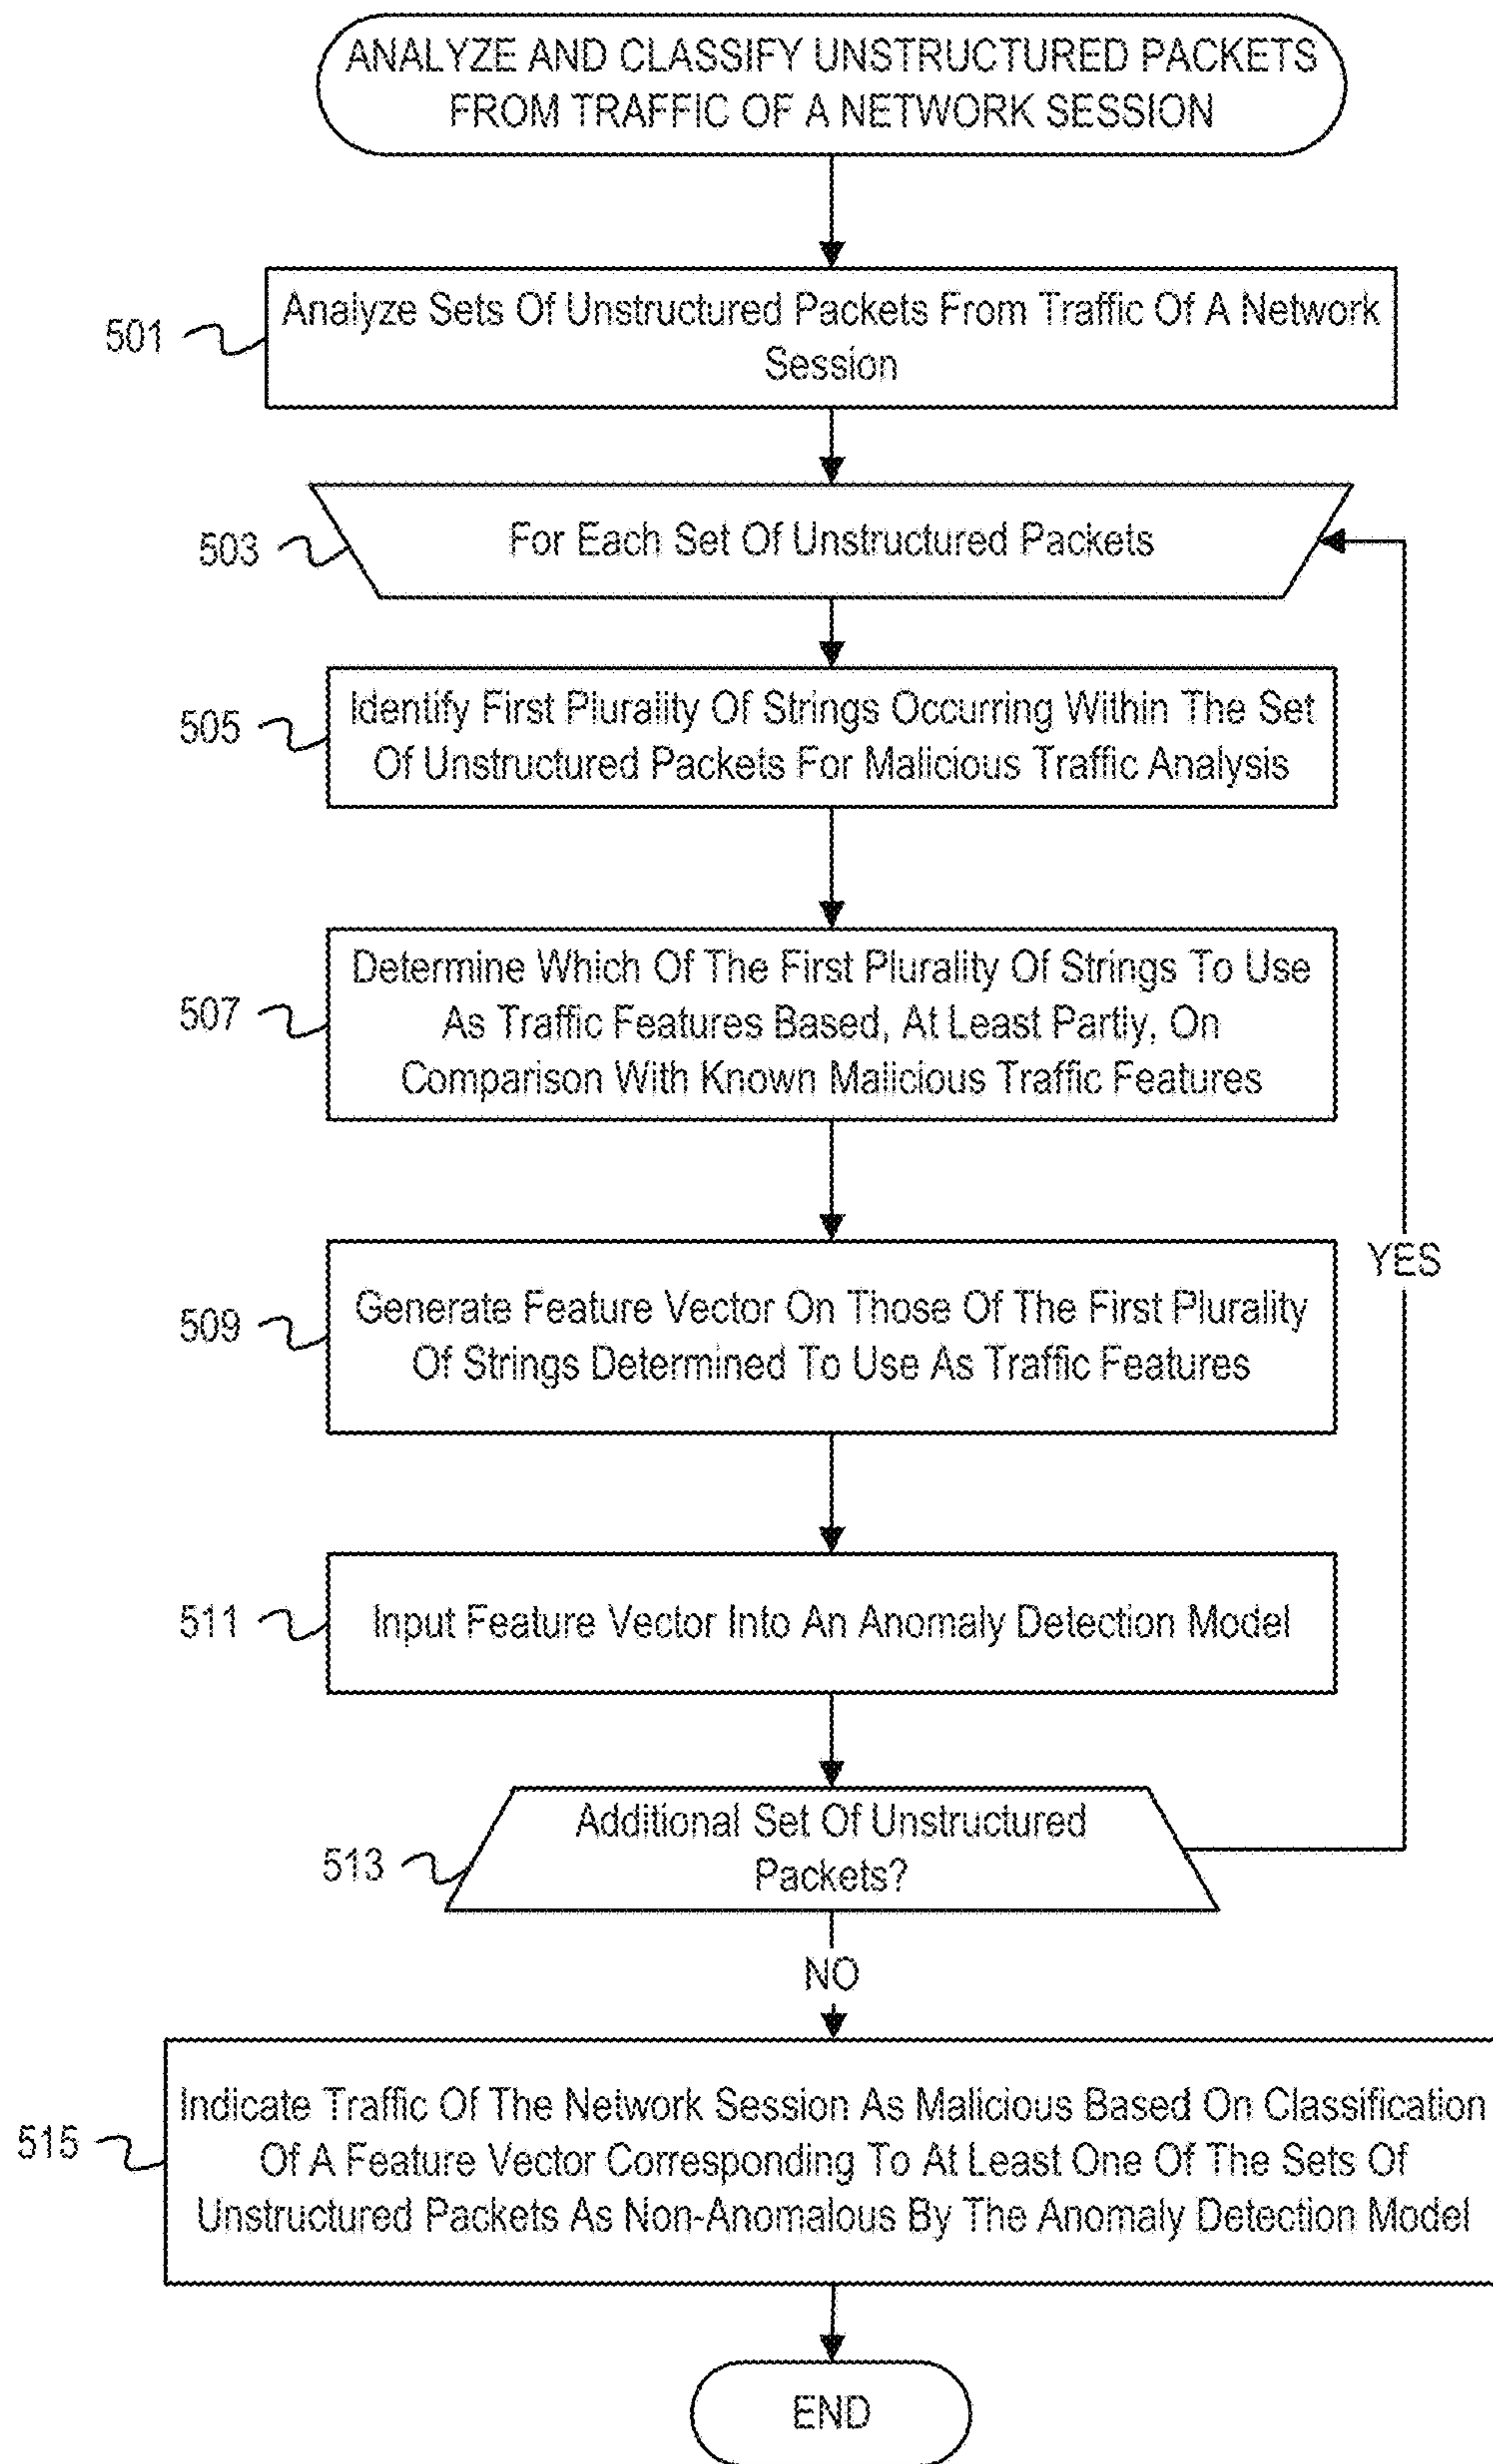 ANALYZE AND CLASSIFY UNSTRUCTURED PACKETS
FROM TRAFFIC OF A NETWORK SESSION
501
Analyze Sets Of Unstructured Packets From Traffic Of A Network
Session
503
For Each Set Of Unstructured Packets
505
Identify First Plurality Of Strings Occurring Within The Set
Of Unstructured Packets For Malicious Traffic Analysis
507
Determine Which Of The First Plurality Of Strings To Use
As Traffic Features Based, At Least Partly, On
Comparison With Known Malicious Traffic Features
YES
509
Generate Feature Vector On Those Of The First Plurality
Of Strings Determined To Use As Traffic Features
511
Input Feature Vector Into An Anomaly Detection Model
513
Additional Set Of Unstructured
Packets?
NO
515
Indicate Traffic Of The Network Session As Malicious Based On Classification
Of A Feature Vector Corresponding To At Least One Of The Sets Of
Unstructured Packets As Non-Anomalous By The Anomaly Detection Model
END